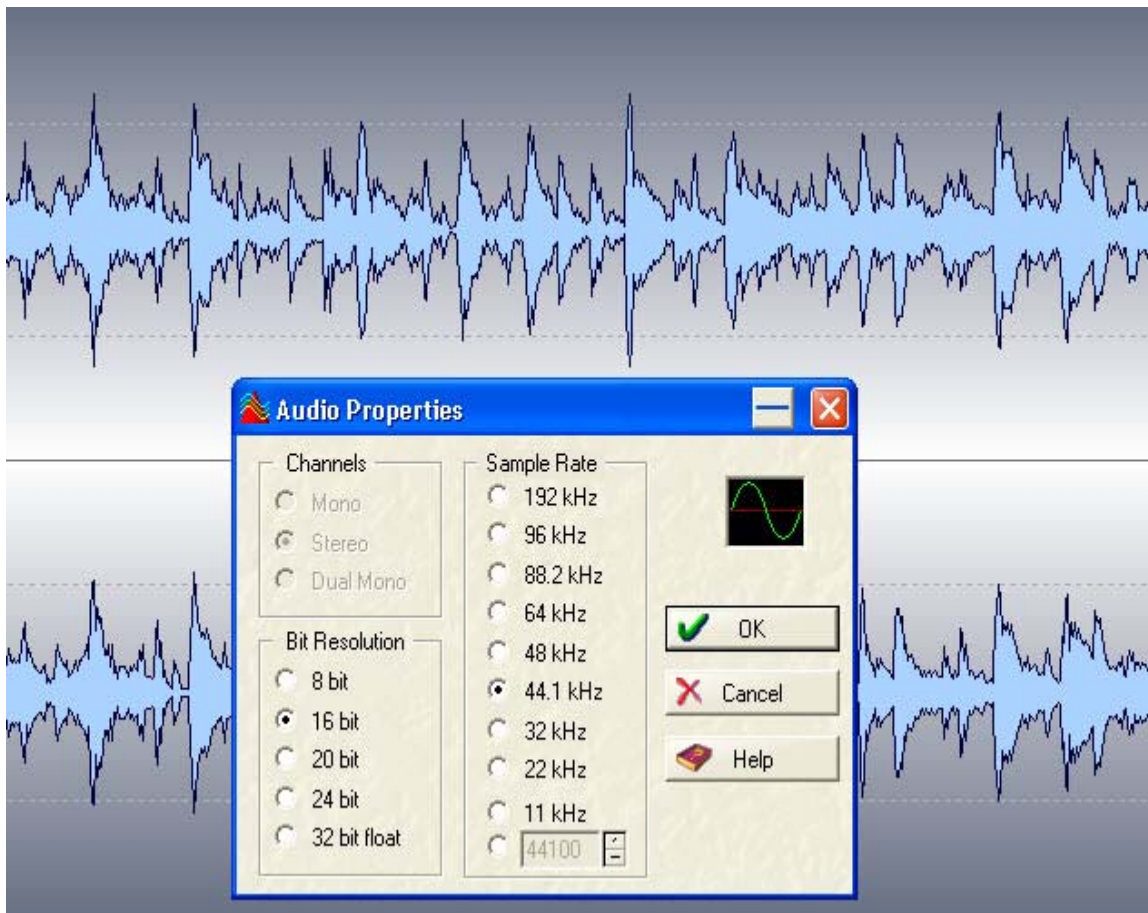 Audio Properties
Channels
Mono
Stereo
Dual Mono
Bit Resolution
8 bit
16 bit
20 bit
24 bit
32 bit float
Sample Rate
192 kHz
96 kHz
88.2 kHz
64 kHz
48 kHz
44.1 kHz
32 kHz
22 kHz
11 kHz
44100
OK
Cancel
Help